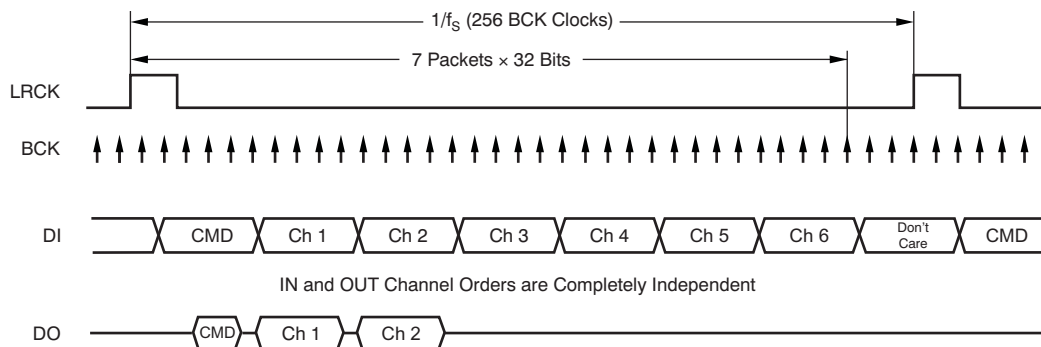 1/fS (256 BCK Clocks)
7 Packets × 32 Bits
LRCK
BCK
DI CMD Ch 1 Ch 2 Ch 3 Ch 4 Ch 5 Ch 6 Don't Care CMD
IN and OUT Channel Orders are Completely Independent
DO CMD Ch 1 Ch 2